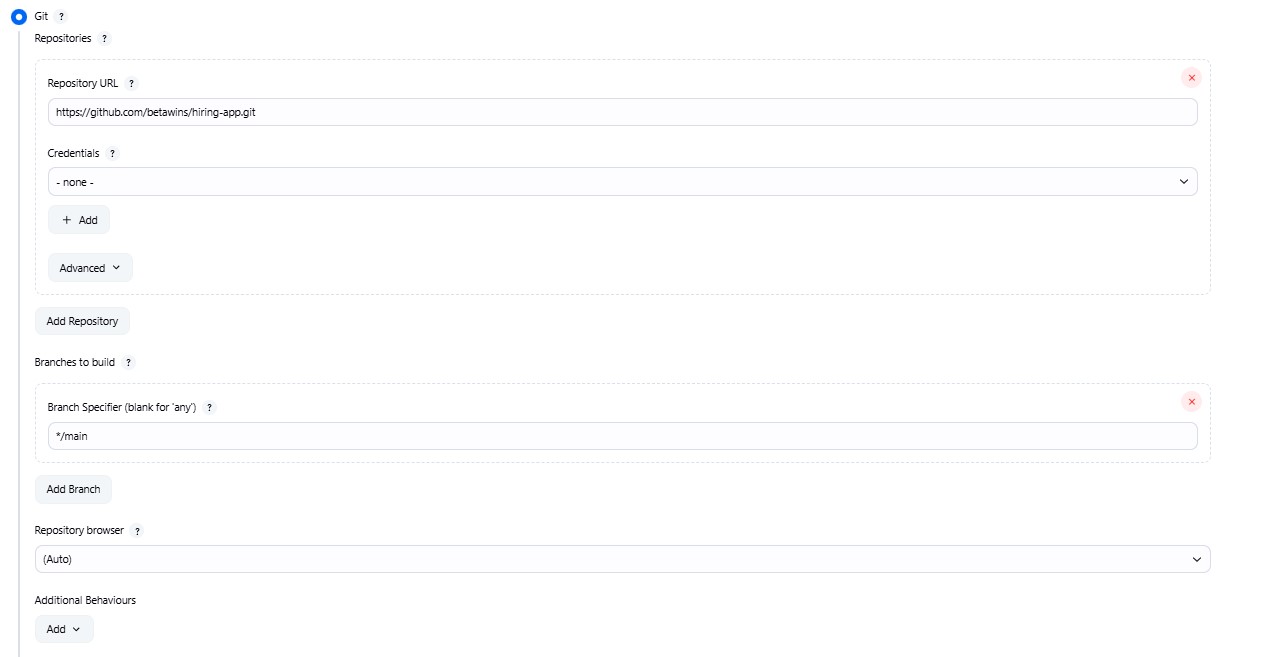 Git ?
Repositories ?
Repository URL ?
https://github.com/betawins/hiring-app.git
Credentials ?
- none -
+ Add
Advanced
Add Repository
Branches to build ?
Branch Specifier (blank for 'any') ?
*/main
Add Branch
Repository browser ?
(Auto)
Additional Behaviours
Add